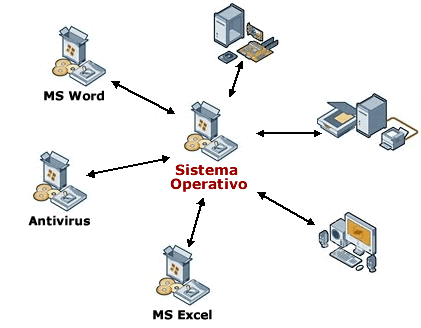 MS Word
Sistema
Operativo
Antivirus
MS Excel